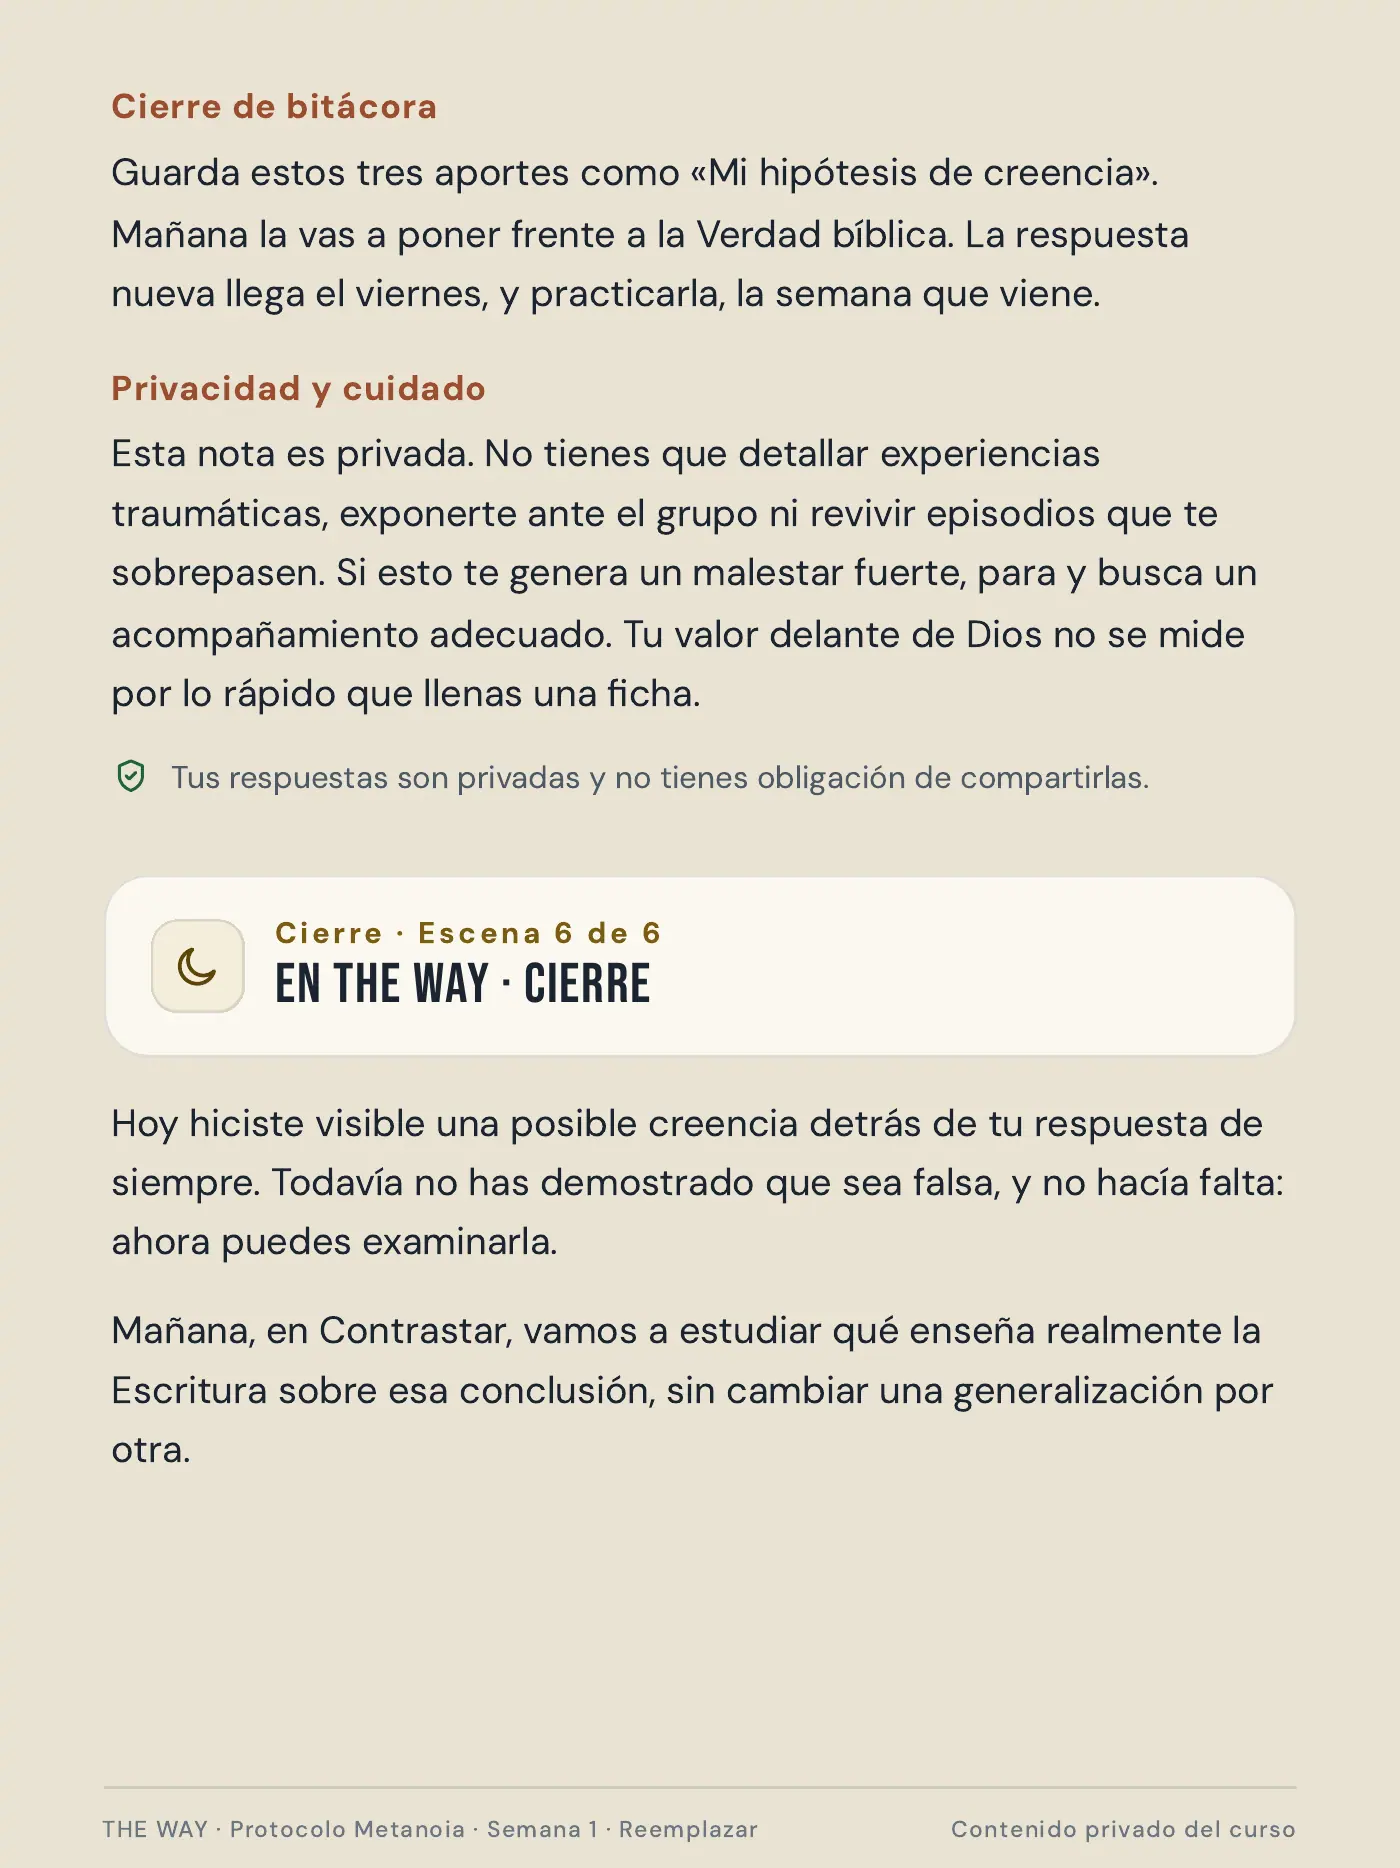 Cierre de bitácora
Guarda estos tres aportes como «Mi hipótesis de creencia».
Mañana la vas a poner frente a la Verdad bíblica. La respuesta
nueva llega el viernes, y practicarla, la semana que viene.
Privacidad y cuidado
Esta nota es privada. No tienes que detallar experiencias
traumáticas, exponerte ante el grupo ni revivir episodios que te
sobrepasen. Si esto te genera un malestar fuerte, para y busca un
acompañamiento adecuado. Tu valor delante de Dios no se mide
por lo rápido que llenas una ficha.
Tus respuestas son privadas y no tienes obligación de compartirlas.
Cierre · Escena 6 de 6
EN THE WAY · CIERRE
Hoy hiciste visible una posible creencia detrás de tu respuesta de
siempre. Todavía no has demostrado que sea falsa, y no hacía falta:
ahora puedes examinarla.
Mañana, en Contrastar, vamos a estudiar qué enseña realmente la
Escritura sobre esa conclusión, sin cambiar una generalización por
otra.
THE WAY · Protocolo Metanoia · Semana 1 · Reemplazar
Contenido privado del curso